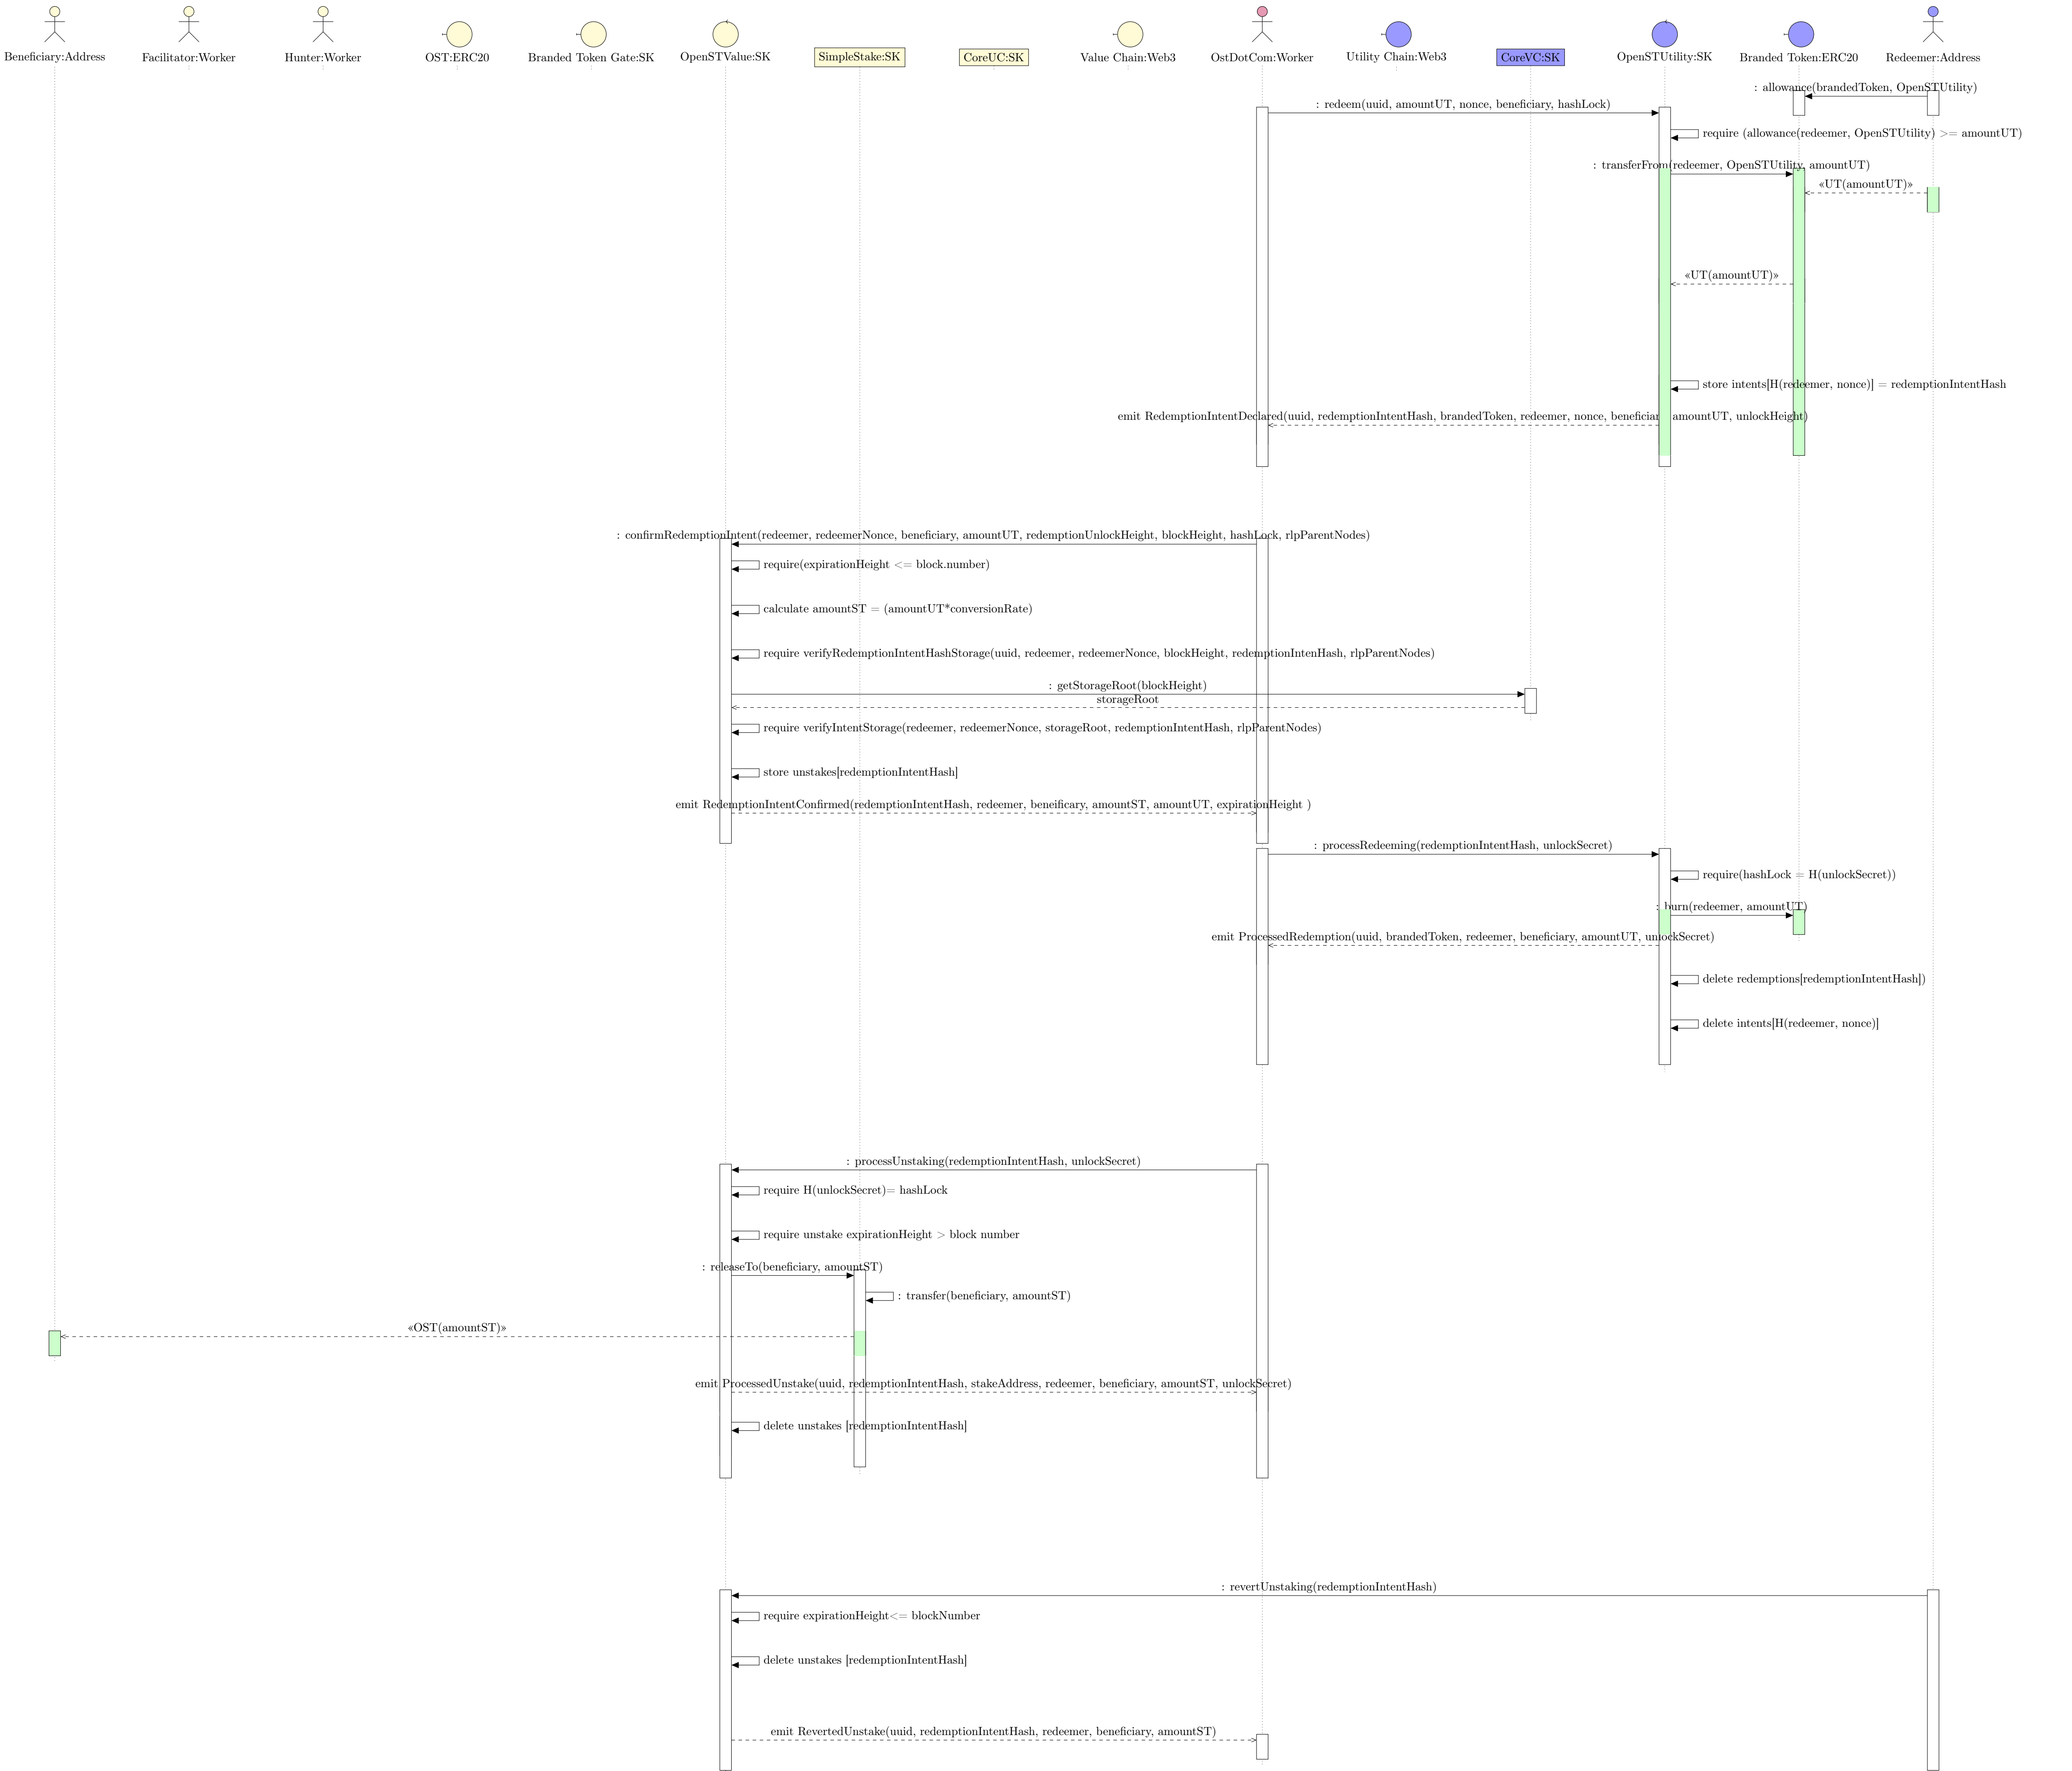 Beneficiary:Address
Facilitator:Worker
Hunter:Worker
OST:ERC20
Branded Token Gate:SK
OpenSTValue:SK
SimpleStake:SK
CoreUC:SK
Value Chain:Web3
OstDotCom:Worker
Utility Chain:Web3
CoreVC:SK
OpenSTUtility:SK
Branded Token:ERC20
Redeemer:Address
: allowance(brandedToken, OpenSTUtility)
: redeem(uuid, amountUT, nonce, beneficiary, hashLock)
require (allowance(redeemer, OpenSTUtility) >= amountUT)
: transferFrom(redeemer, OpenSTUtility, amountUT)
«UT(amountUT)»
«UT(amountUT)»
store intents[H(redeemer, nonce)] = redemptionIntentHash
emit RedemptionIntentDeclared(uuid, redemptionIntentHash, brandedToken, redeemer, nonce, beneficiary, amountUT, unlockHeight)
: confirmRedemptionIntent(redeemer, redeemerNonce, beneficiary, amountUT, redemptionUnlockHeight, blockHeight, hashLock, rlpParentNodes)
require(expirationHeight <= block.number)
calculate amountST = (amountUT*conversionRate)
require verifyRedemptionIntentHashStorage(uuid, redeemer, redeemerNonce, blockHeight, redemptionIntenHash, rlpParentNodes)
: getStorageRoot(blockHeight)
storageRoot
require verifyIntentStorage(redeemer, redeemerNonce, storageRoot, redemptionIntentHash, rlpParentNodes)
store unstakes[redemptionIntentHash]
emit RedemptionIntentConfirmed(redemptionIntentHash, redeemer, beneificary, amountST, amountUT, expirationHeight )
: processRedeeming(redemptionIntentHash, unlockSecret)
require(hashLock = H(unlockSecret))
: burn(redeemer, amountUT)
emit ProcessedRedemption(uuid, brandedToken, redeemer, beneficiary, amountUT, unlockSecret)
delete redemptions[redemptionIntentHash])
delete intents[H(redeemer, nonce)]
: processUnstaking(redemptionIntentHash, unlockSecret)
require H(unlockSecret)= hashLock
require unstake expirationHeight > block number
: releaseTo(beneficiary, amountST)
: transfer(beneficiary, amountST)
«OST(amountST)»
emit ProcessedUnstake(uuid, redemptionIntentHash, stakeAddress, redeemer, beneficiary, amountST, unlockSecret)
delete unstakes [redemptionIntentHash]
: revertUnstaking(redemptionIntentHash)
require expirationHeight<= blockNumber
delete unstakes [redemptionIntentHash]
emit RevertedUnstake(uuid, redemptionIntentHash, redeemer, beneficiary, amountST)